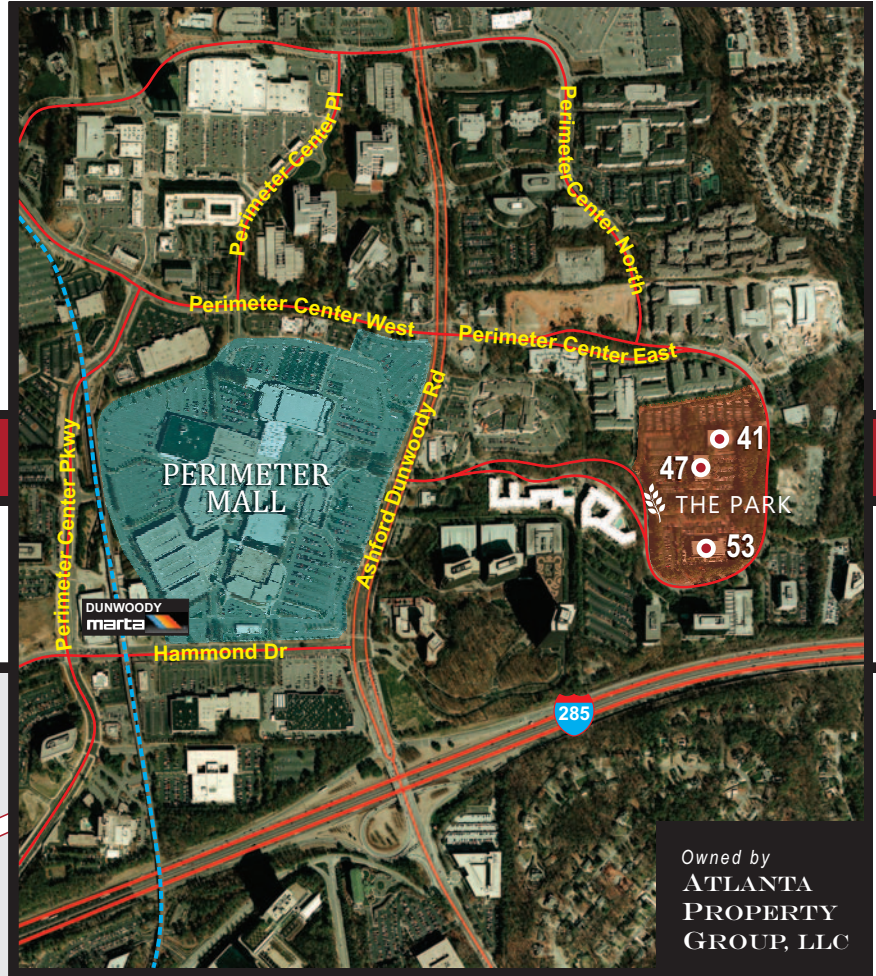 Perimeter Center Pl
Perimeter Center North
Perimeter Center West
Perimeter Center East
Ashford Dunwoody Rd
Perimeter Center Pkwy
PERIMETER
MALL
41
47
THE PARK
53
DUNWOODY
marta
Hammond Dr
285
Owned by
ATLANTA
PROPERTY
GROUP, LLC